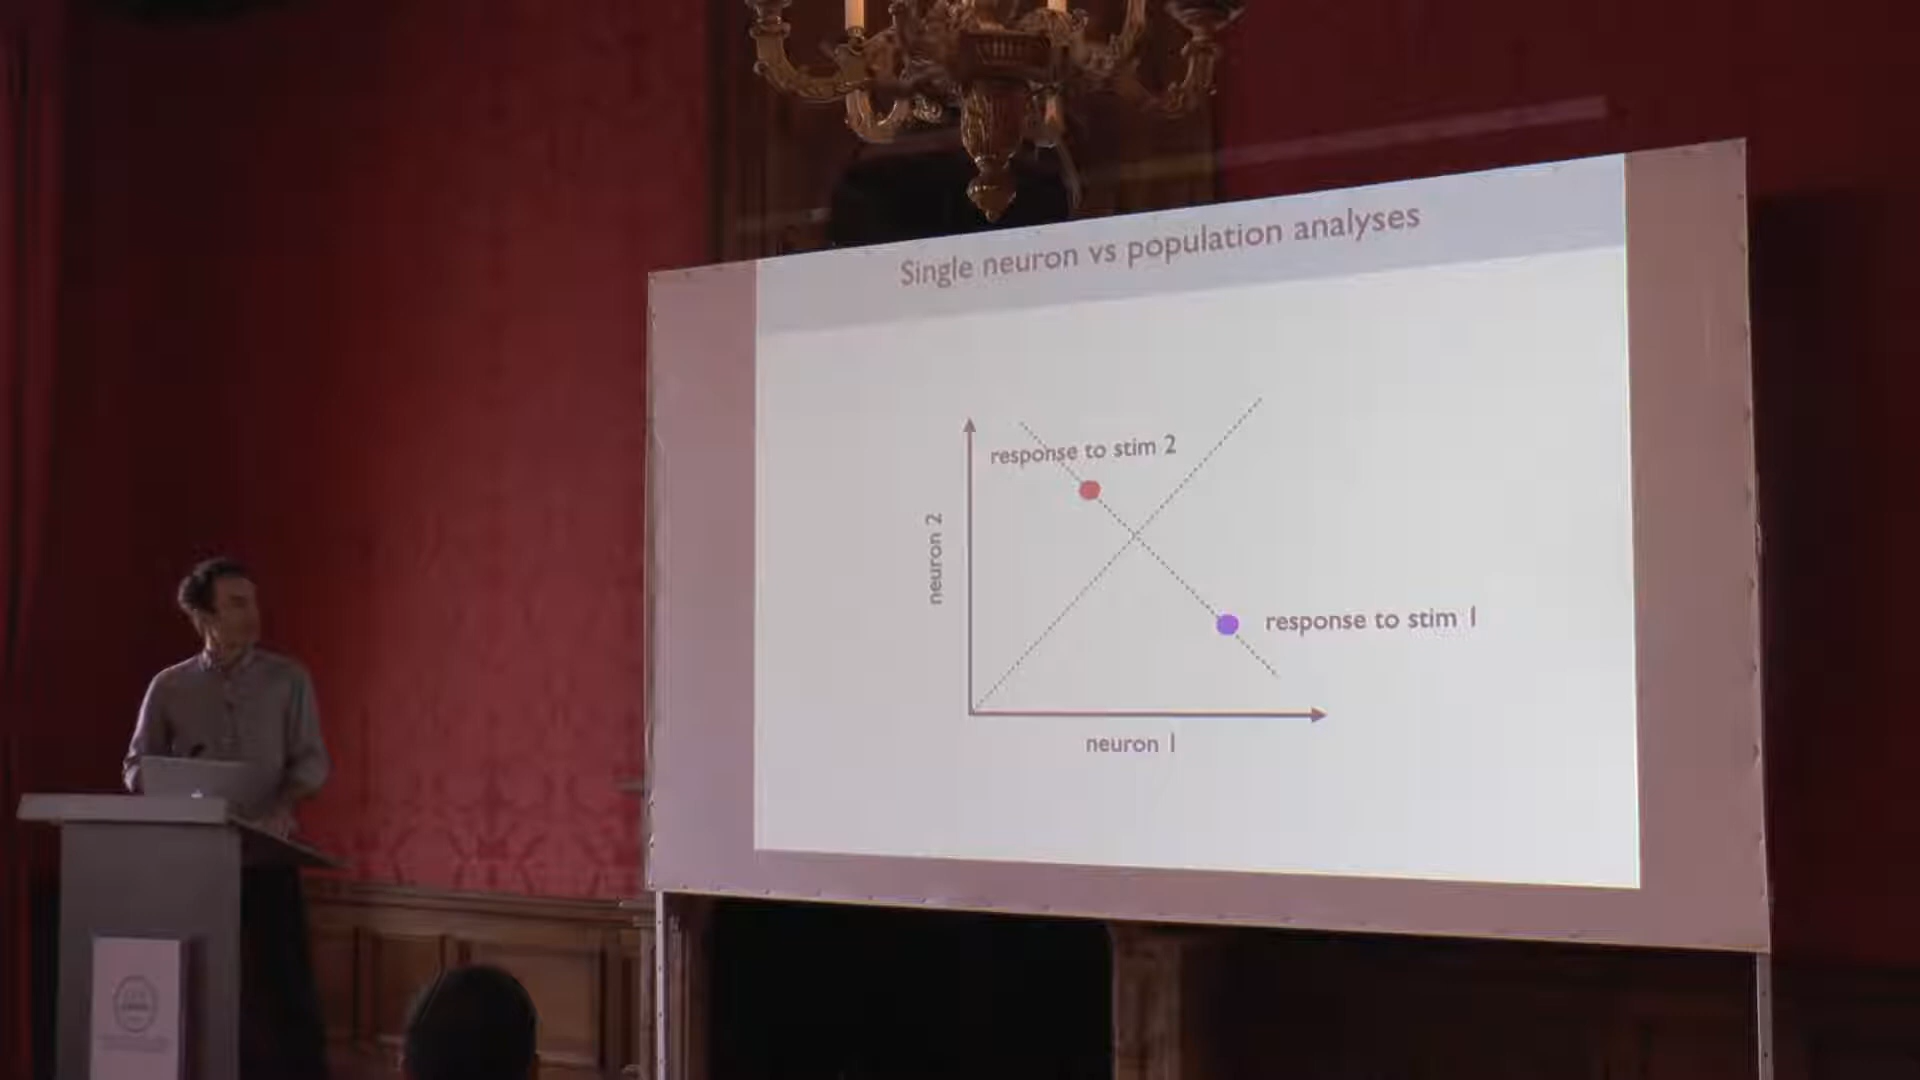 Single neuron vs population analyses
response to stim 2
neuron 2
response to stim 1
neuron 1